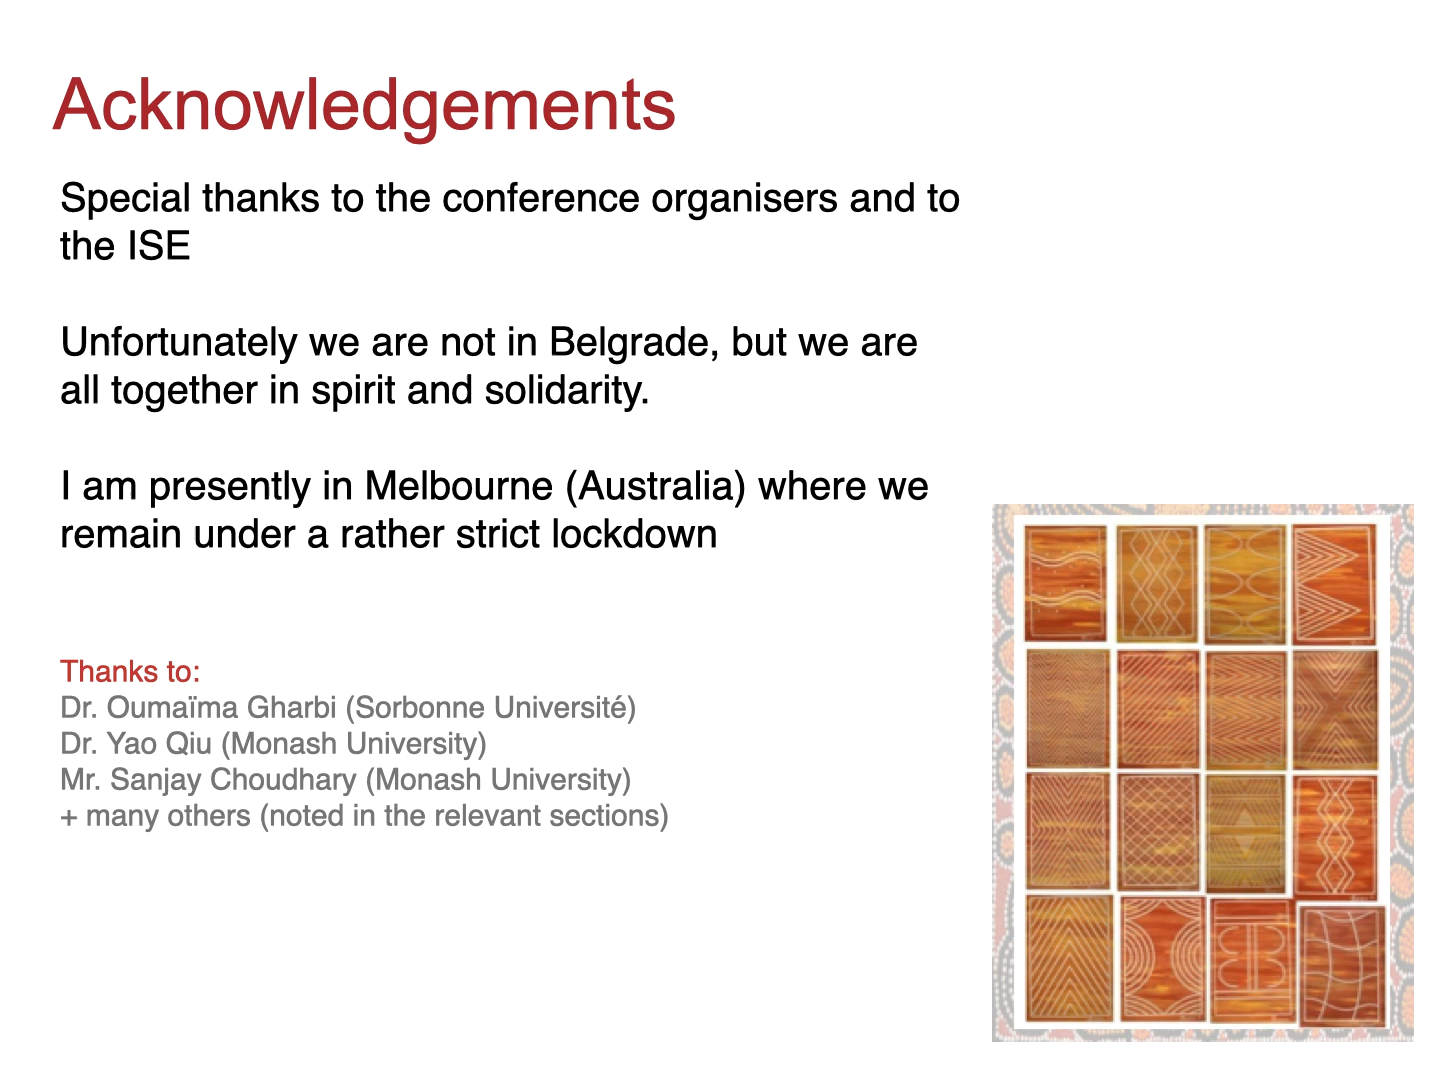 Acknowledgements
Special thanks to the conference organisers and to
the ISE
Unfortunately we are not in Belgrade, but we are
all together in spirit and solidarity.
I am presently in Melbourne (Australia) where we
remain under a rather strict lockdown
Thanks to:
Dr. Oumaïma Gharbi (Sorbonne Université)
Dr. Yao Qiu (Monash University)
Mr. Sanjay Choudhary (Monash University)
+ many others (noted in the relevant sections)